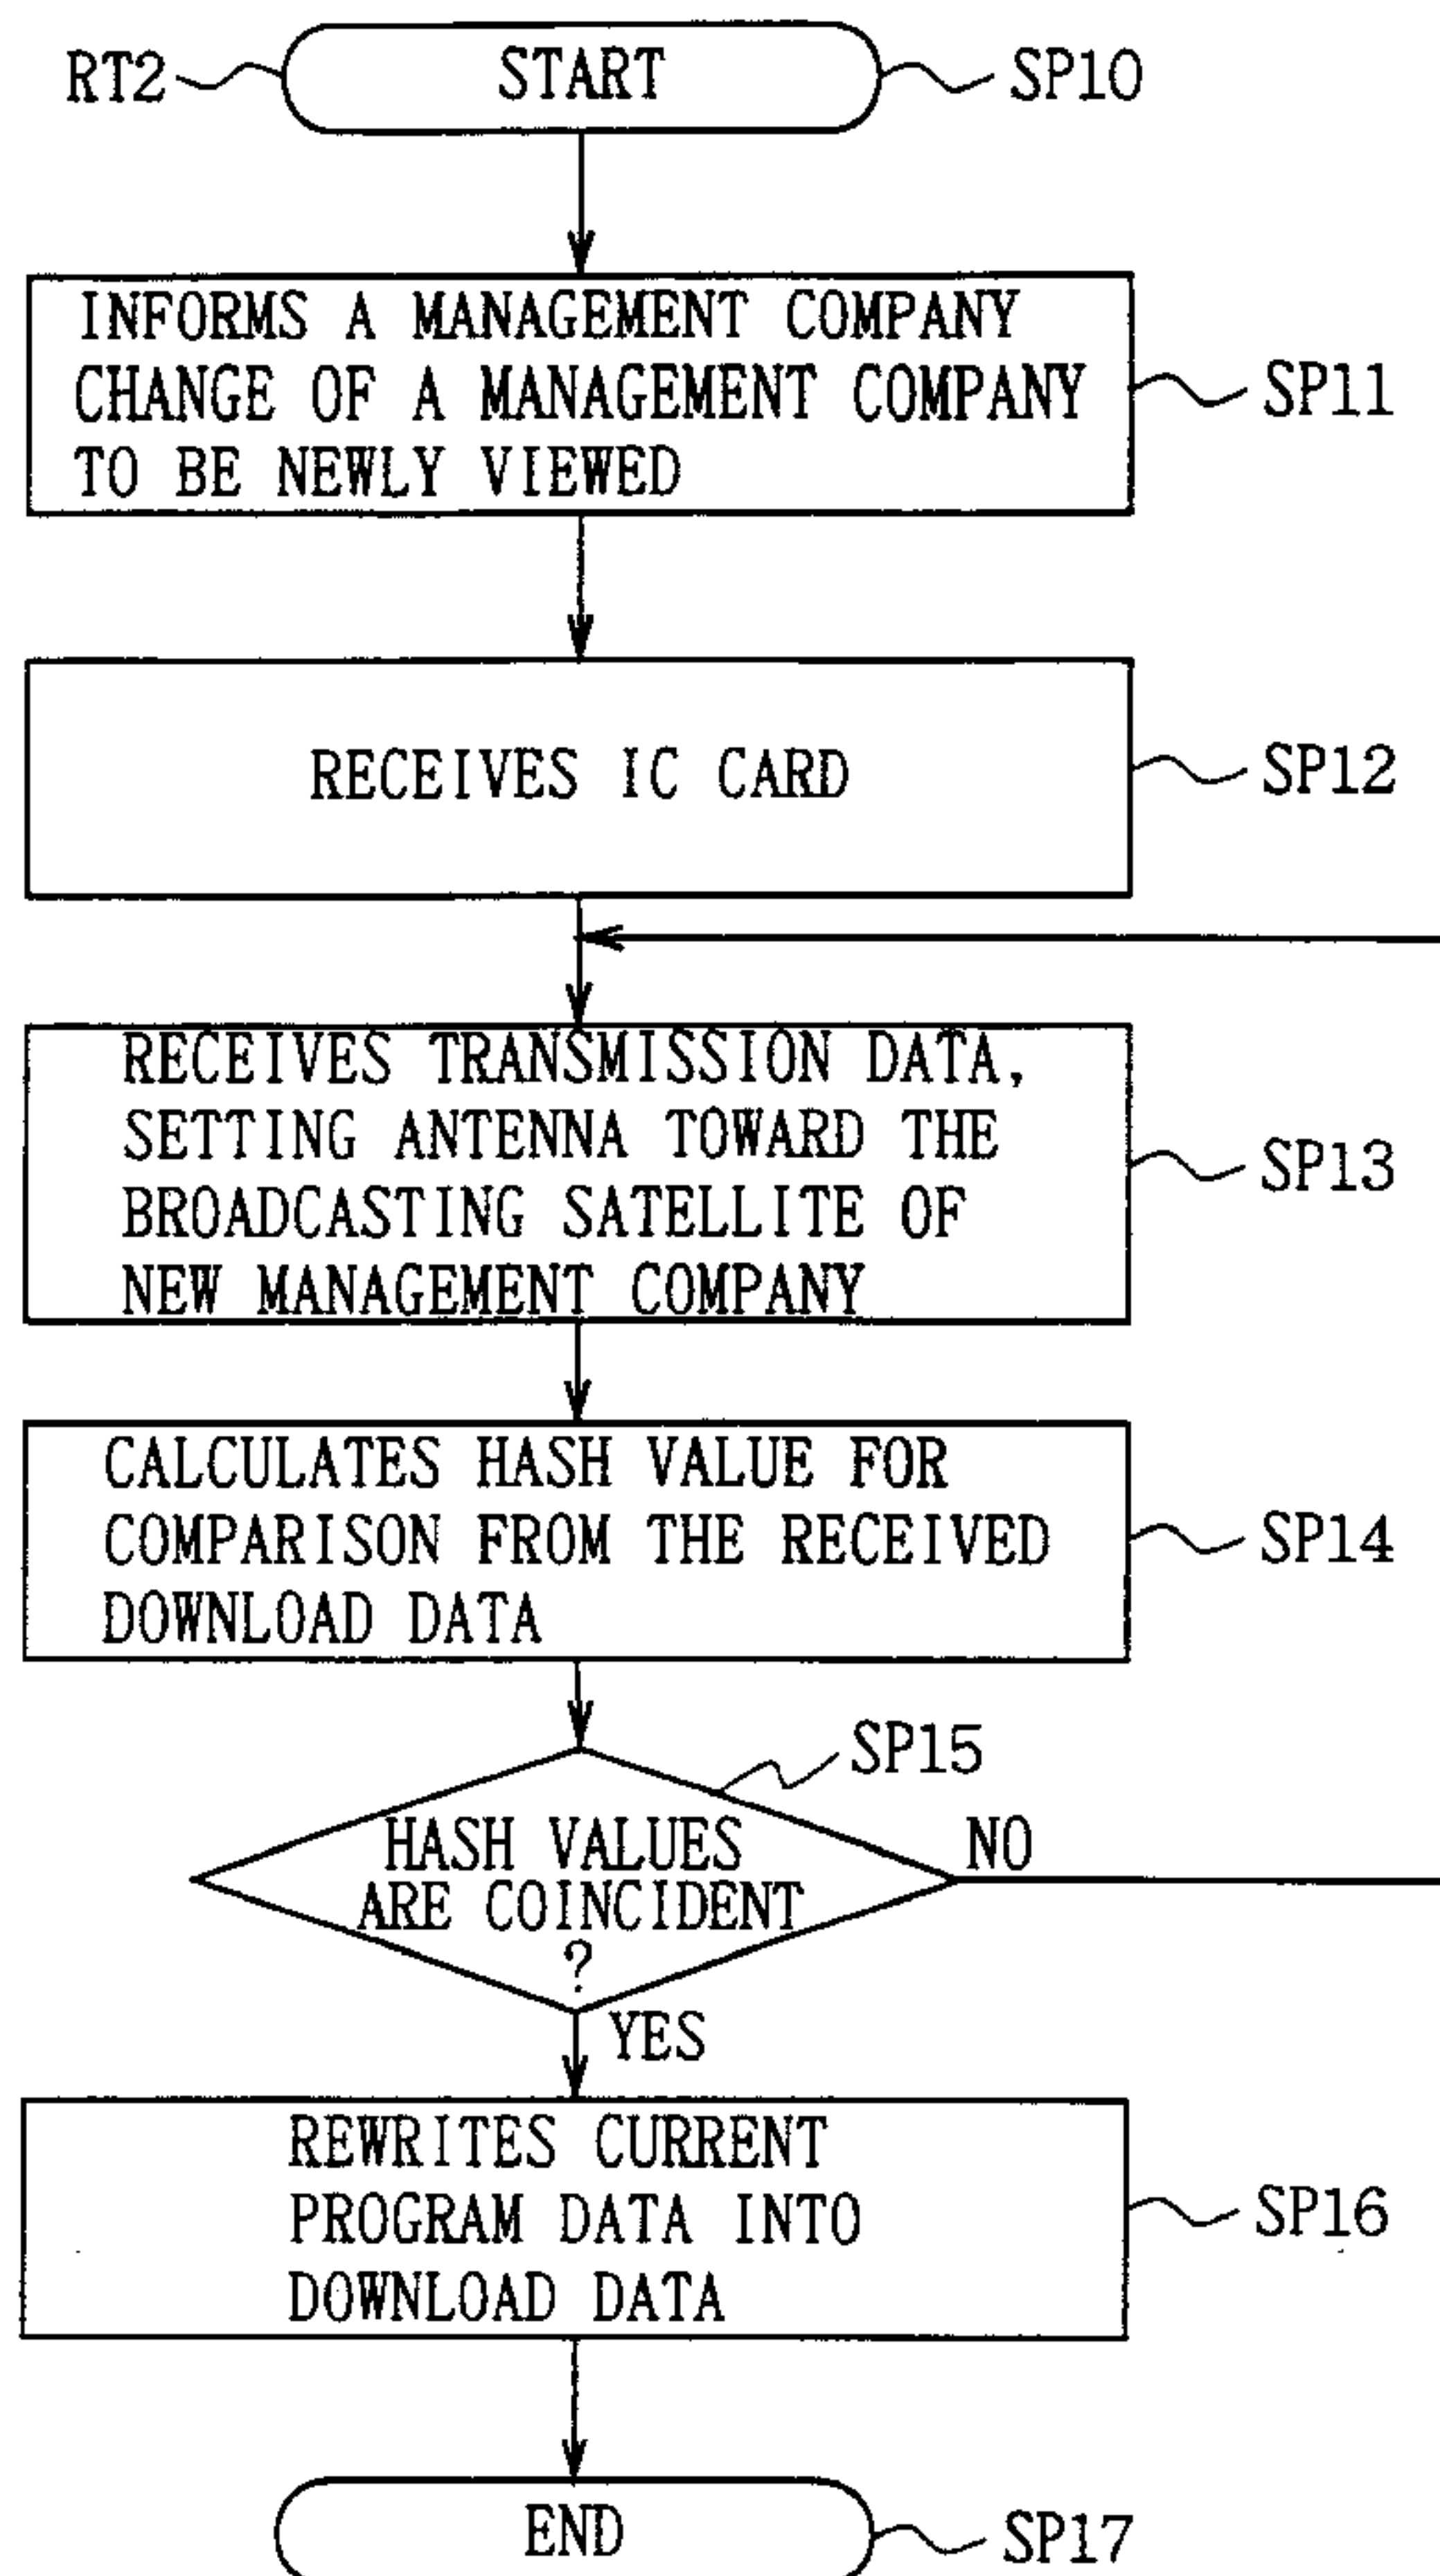 RT2 START SP10
INFORMS A MANAGEMENT COMPANY
CHANGE OF A MANAGEMENT COMPANY
TO BE NEWLY VIEWED
SP11
RECEIVES IC CARD
SP12
RECEIVES TRANSMISSION DATA,
SETTING ANTENNA TOWARD THE
BROADCASTING SATELLITE OF
NEW MANAGEMENT COMPANY
SP13
CALCULATES HASH VALUE FOR
COMPARISON FROM THE RECEIVED
DOWNLOAD DATA
SP14
SP15
HASH VALUES
ARE COINCIDENT
?
NO
YES
REWRITES CURRENT
PROGRAM DATA INTO
DOWNLOAD DATA
SP16
END SP17